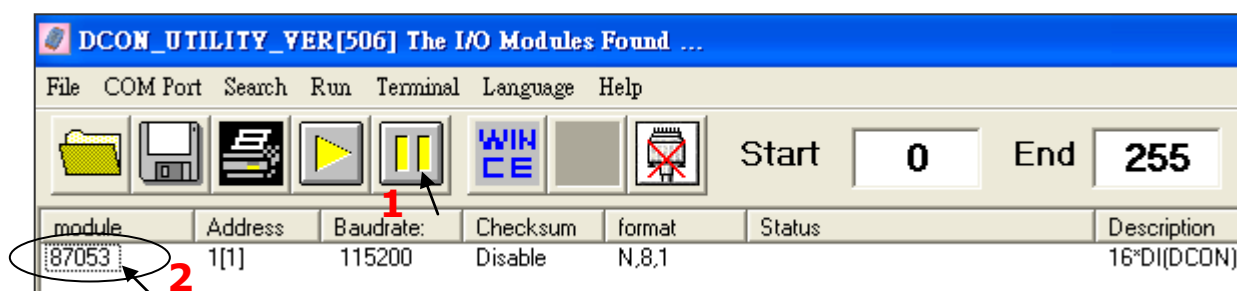 DCON_UTILITY_VER[506] The I/O Modules Found ...
File COM Port Search Run Terminal Language Help
WIN CE Start 0 End 255
1
module Address Baudrate: Checksum format Status Description
87053 1[1] 115200 Disable N,8,1 16*DI(DCON)
2